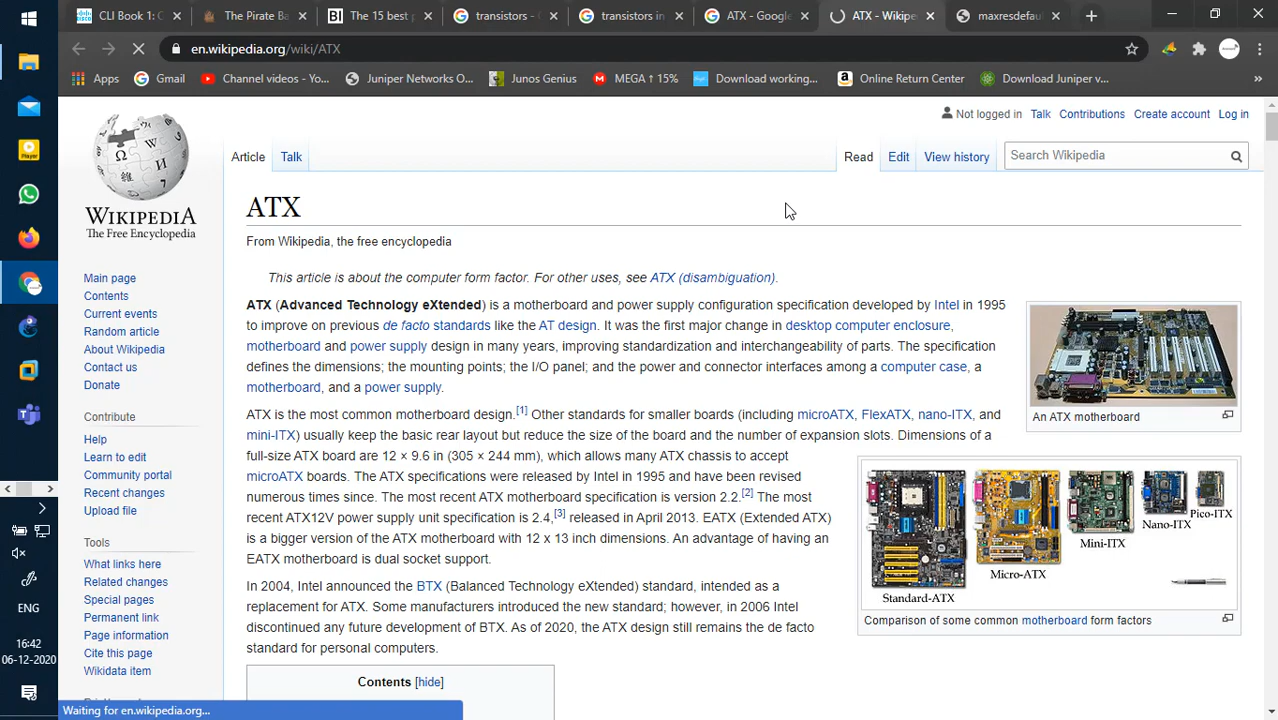 CLI Book 1: C
The Pirate Ba
The 15 best p
transistors -
transistors in
ATX - Google
ATX - Wikipe
maxresdefau
en.wikipedia.org/wiki/ATX
Apps
Gmail
Channel videos - Yo...
Juniper Networks O...
Junos Genius
MEGA ↑ 15%
Download working...
Online Return Center
Download Juniper v...
»
Not logged in Talk Contributions Create account Log in
Article Talk
Read Edit View history Search Wikipedia
WIKIPEDIA
The Free Encyclopedia
Main page
Contents
Current events
Random article
About Wikipedia
Contact us
Donate
Contribute
Help
Learn to edit
Community portal
Recent changes
Upload file
Tools
What links here
Related changes
Special pages
Permanent link
Page information
Cite this page
Wikidata item
ATX
From Wikipedia, the free encyclopedia
This article is about the computer form factor. For other uses, see ATX (disambiguation).
ATX (Advanced Technology eXtended) is a motherboard and power supply configuration specification developed by Intel in 1995
to improve on previous de facto standards like the AT design. It was the first major change in desktop computer enclosure,
motherboard and power supply design in many years, improving standardization and interchangeability of parts. The specification
defines the dimensions; the mounting points; the I/O panel; and the power and connector interfaces among a computer case, a
motherboard, and a power supply.
ATX is the most common motherboard design.[1] Other standards for smaller boards (including microATX, FlexATX, nano-ITX, and
mini-ITX) usually keep the basic rear layout but reduce the size of the board and the number of expansion slots. Dimensions of a
full-size ATX board are 12 × 9.6 in (305 × 244 mm), which allows many ATX chassis to accept
microATX boards. The ATX specifications were released by Intel in 1995 and have been revised
numerous times since. The most recent ATX motherboard specification is version 2.2.[2] The most
recent ATX12V power supply unit specification is 2.4,[3] released in April 2013. EATX (Extended ATX)
is a bigger version of the ATX motherboard with 12 x 13 inch dimensions. An advantage of having an
EATX motherboard is dual socket support.
In 2004, Intel announced the BTX (Balanced Technology eXtended) standard, intended as a
replacement for ATX. Some manufacturers introduced the new standard; however, in 2006 Intel
discontinued any future development of BTX. As of 2020, the ATX design still remains the de facto
standard for personal computers.
Contents [hide]
An ATX motherboard
Standard-ATX
Micro-ATX
Mini-ITX
Nano-ITX
Pico-ITX
Comparison of some common motherboard form factors
Waiting for en.wikipedia.org...
Player
ENG
16:42
06-12-2020